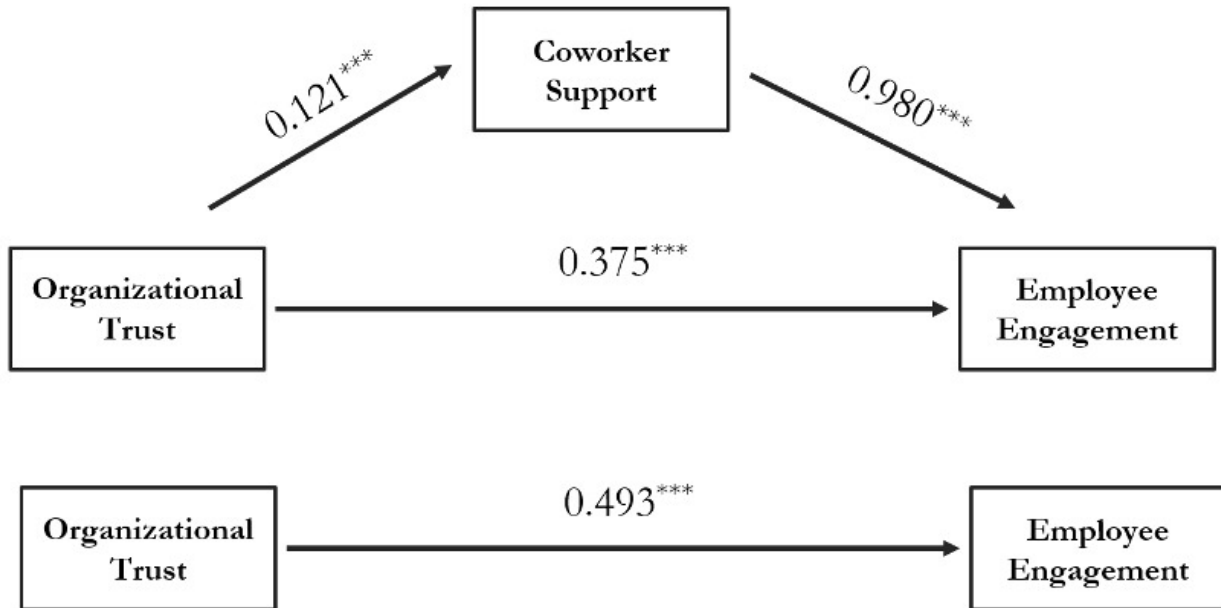 Coworker
Support
0.121***
0.980***
Organizational
Trust
0.375***
Employee
Engagement
Organizational
Trust
0.493***
Employee
Engagement